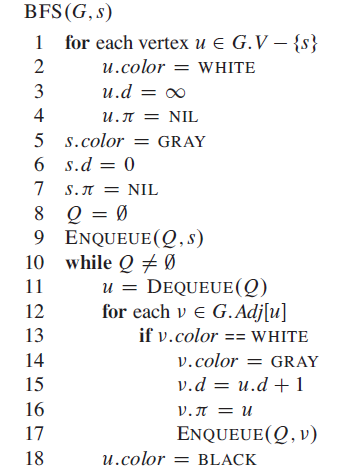 BFS(G, s)
1 for each vertex u ∈ G.V − {s}
2 u.color = WHITE
3 u.d = ∞
4 u.π = NIL
5 s.color = GRAY
6 s.d = 0
7 s.π = NIL
8 Q = Ø
9 ENQUEUE(Q, s)
10 while Q ≠ Ø
11 u = DEQUEUE(Q)
12 for each v ∈ G.Adj[u]
13 if v.color == WHITE
14 v.color = GRAY
15 v.d = u.d + 1
16 v.π = u
17 ENQUEUE(Q, v)
18 u.color = BLACK